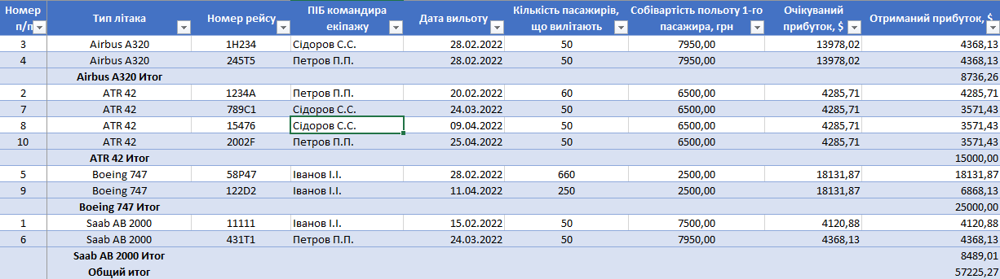 Номер п/п Тип літака Номер рейсу ПІБ командира екіпажу Дата вильоту Кількість пасажирів, що вилітають Собівартість польоту 1-го пасажира, грн Очікуваний прибуток, $ Отриманий прибуток, $
3 Airbus A320 1H234 Сідоров С.С. 28.02.2022 50 7950,00 13978,02 4368,13
4 Airbus A320 245T5 Петров П.П. 28.02.2022 50 7950,00 13978,02 4368,13
Airbus A320 Итог 8736,26
2 ATR 42 1234A Петров П.П. 20.02.2022 60 6500,00 4285,71 4285,71
7 ATR 42 789C1 Сідоров С.С. 24.03.2022 50 6500,00 4285,71 3571,43
8 ATR 42 15476 Сідоров С.С. 09.04.2022 50 6500,00 4285,71 3571,43
10 ATR 42 2002F Петров П.П. 25.04.2022 50 6500,00 4285,71 3571,43
ATR 42 Итог 15000,00
5 Boeing 747 58P47 Іванов І.І. 28.02.2022 660 2500,00 18131,87 18131,87
9 Boeing 747 122D2 Іванов І.І. 11.04.2022 250 2500,00 18131,87 6868,13
Boeing 747 Итог 25000,00
1 Saab AB 2000 11111 Іванов І.І. 15.02.2022 50 7500,00 4120,88 4120,88
6 Saab AB 2000 431T1 Петров П.П. 24.03.2022 50 7950,00 4368,13 4368,13
Saab AB 2000 Итог 8489,01
Общий итог 57225,27